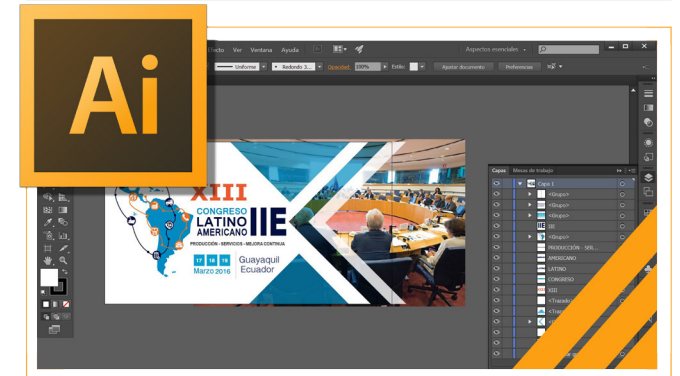 Ai
Efecto Ver Ventana Ayuda
Aspectos esenciales
Uniforme
Redondo 3...
Opacidad: 100%
Estilo:
Ajustar documento
Preferencias
XIII
CONGRESO
LATINO
AMERICANO
IIE
PRODUCCIÓN - SERVICIOS - MEJORA CONTINUA
17 18 19
Marzo 2016
Guayaquil
Ecuador
Capas Mesas de trabajo
Capa 1
<Grupo>
<Grupo>
<Grupo>
IIE
<Grupo>
PRODUCCIÓN - SER...
AMERICANO
LATINO
CONGRESO
XIII